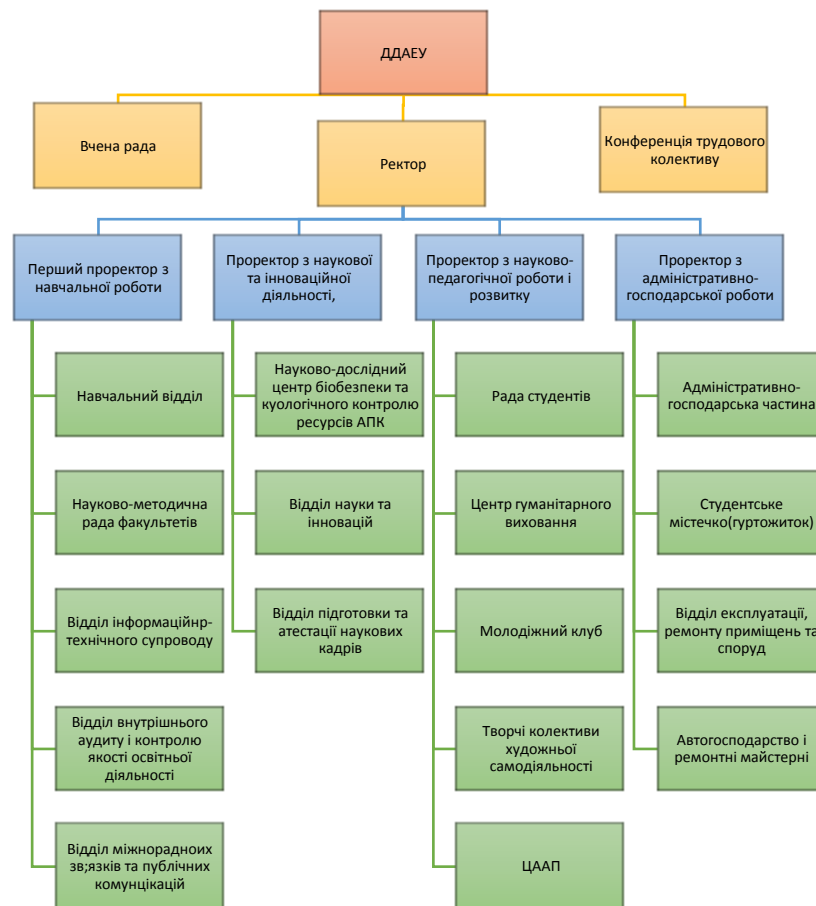 ДДАЕУ
Вчена рада
Ректор
Конференція трудового
колективу
Перший проректор з
навчальної роботи
Проректор з наукової
та інноваційної
діяльності,
Проректор з науково-
педагогічної роботи і
розвитку
Проректор з
адміністративно-
господарської роботи
Навчальний відділ
Науково-методична
рада факультетів
Відділ інформаційнр-
технічного супроводу
Відділ внутрішнього
аудиту і контролю
якості освітньої
діяльності
Відділ міжнорадноих
зв;язків та публічних
комунцікацій
Науково-дослідний
центр біобезпеки та
куологічного контролю
ресурсів АПК
Відділ науки та
інновацій
Відділ підготовки та
атестації наукових
кадрів
Рада студентів
Центр гуманітарного
виховання
Молодіжний клуб
Творчі колективи
художньої
самодіяльності
ЦААП
Адміністративно-
господарська частина
Студентське
містечко(гуртожиток)
Відділ експлуатації,
ремонту приміщень та
споруд
Автогосподарство і
ремонтні майстерні